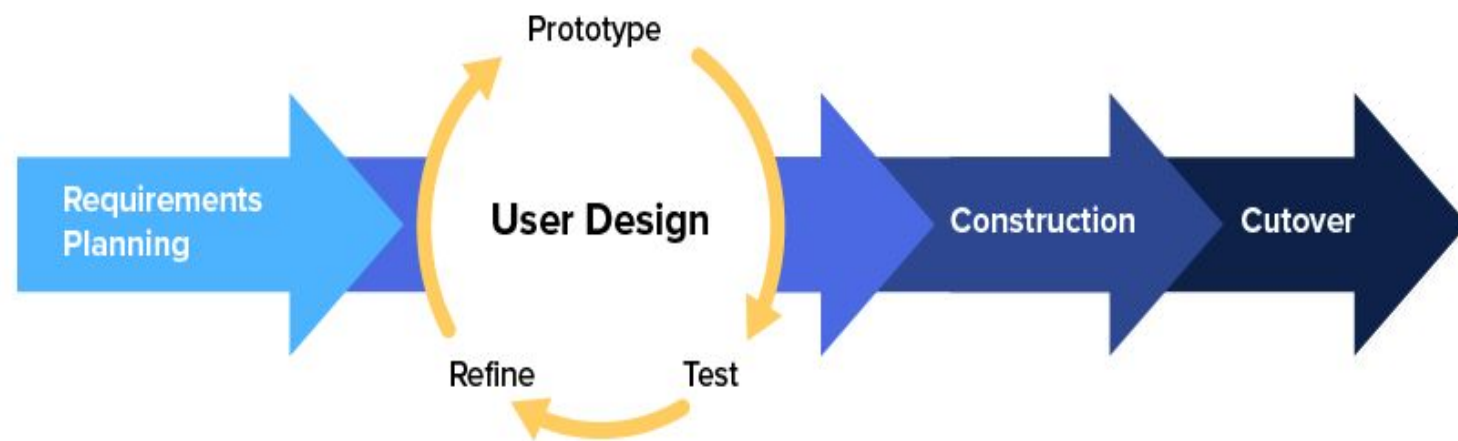 Prototype
Requirements
Planning
User Design
Construction
Cutover
Refine
Test